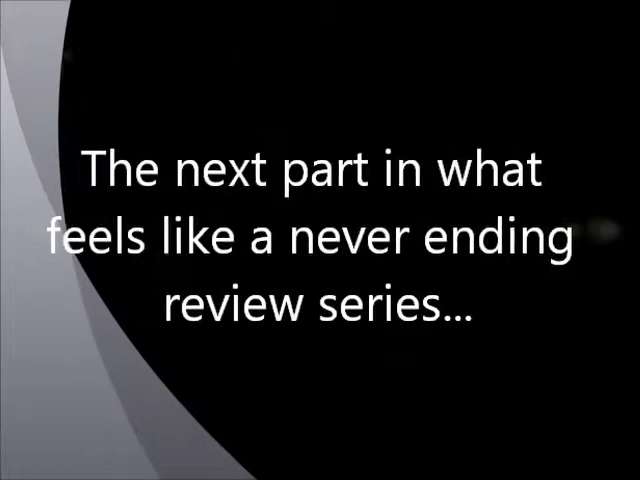 The next part in what
feels like a never ending
review series...